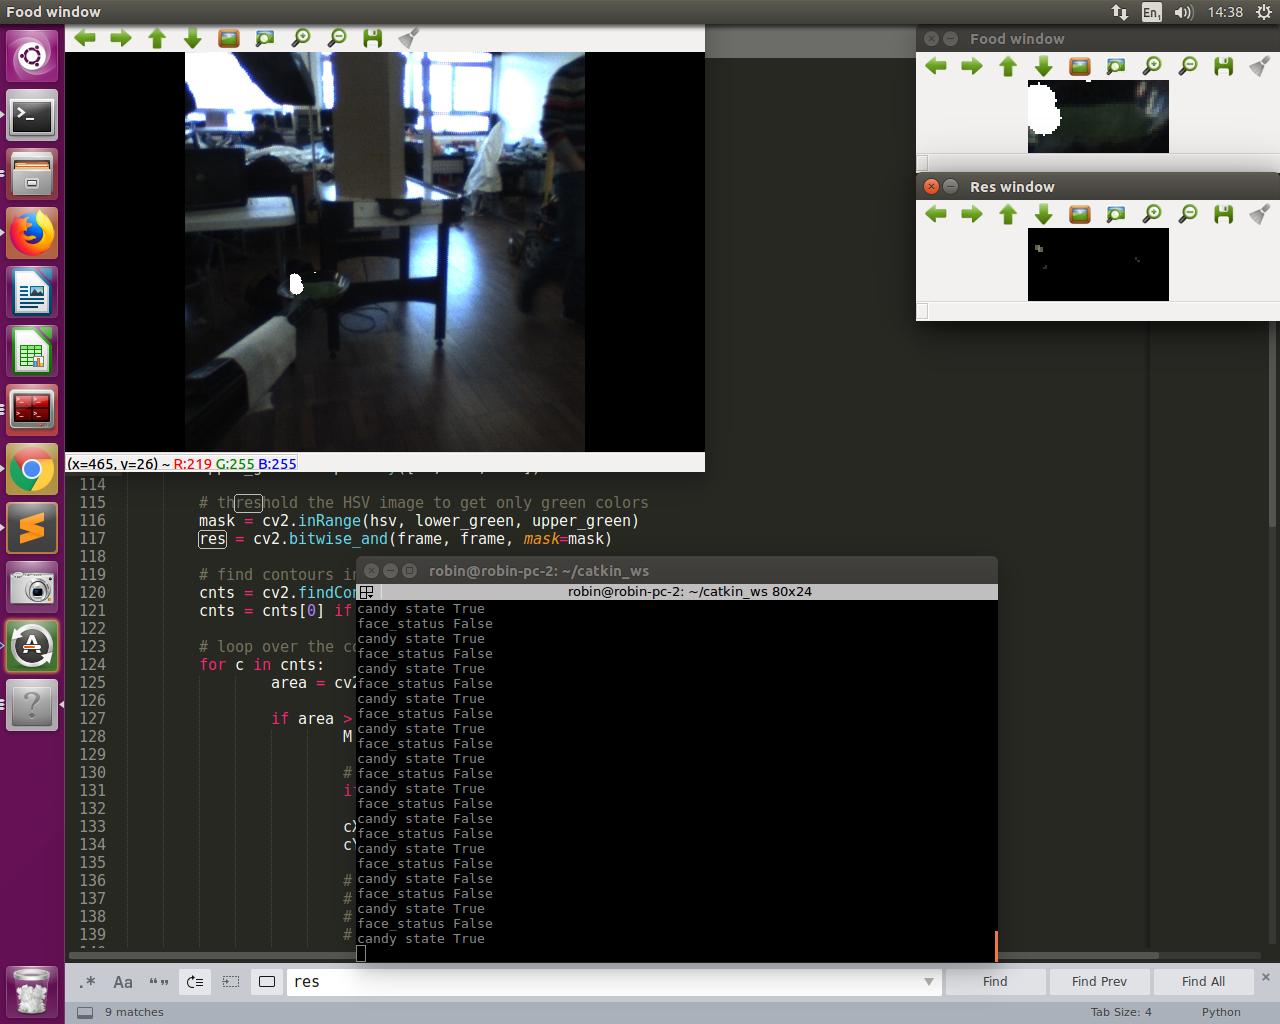 Food window
En1
14:38
Food window
Res window
(x=465, y=26) ~ R:219 G:255 B:255
114
115 # threshold the HSV image to get only green colors
116 mask = cv2.inRange(hsv, lower_green, upper_green)
117 res = cv2.bitwise_and(frame, frame, mask=mask)
118
119 # find contours in
120 cnts = cv2.findCon
121 cnts = cnts[0] if
122
123 # loop over the co
124 for c in cnts:
125 area = cv2
126
127 if area >
128 M
129
130 #
131 if
132
133 cX
134 cY
135
136 #
137 #
138 #
139 #
robin@robin-pc-2: ~/catkin_ws
robin@robin-pc-2: ~/catkin_ws 80x24
candy state True
face_status False
candy state True
face_status False
candy state True
face_status False
candy state True
face_status False
candy state True
face_status False
candy state True
face_status False
candy state True
face_status False
candy state False
face_status False
candy state True
face_status False
candy state False
face_status False
candy state True
face_status False
candy state True
.* Aa “” res Find Find Prev Find All
9 matches Tab Size: 4 Python